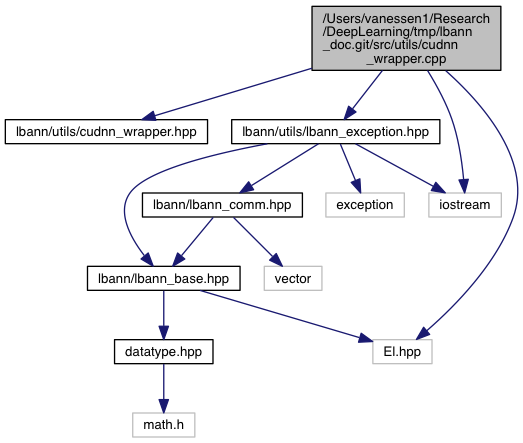 /Users/vanessen1/Research
/DeepLearning/tmp/lbann
_doc.git/src/utils/cudnn
_wrapper.cpp
lbann/utils/cudnn_wrapper.hpp
lbann/utils/lbann_exception.hpp
lbann/lbann_comm.hpp
exception
iostream
lbann/lbann_base.hpp
vector
datatype.hpp
El.hpp
math.h